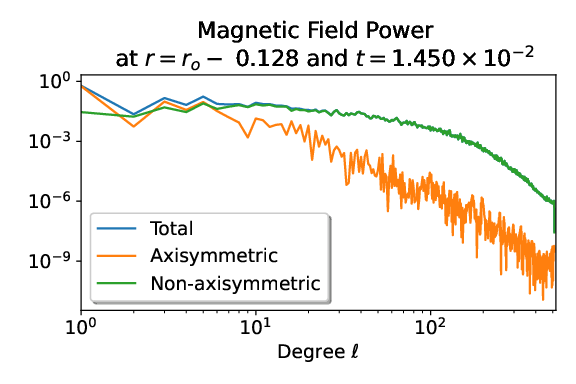 Magnetic Field Power
at r = r_o − 0.128 and t = 1.450 × 10^−2
10^0
10^−3
10^−6
10^−9
Total
Axisymmetric
Non-axisymmetric
10^0 10^1 10^2
Degree ℓ